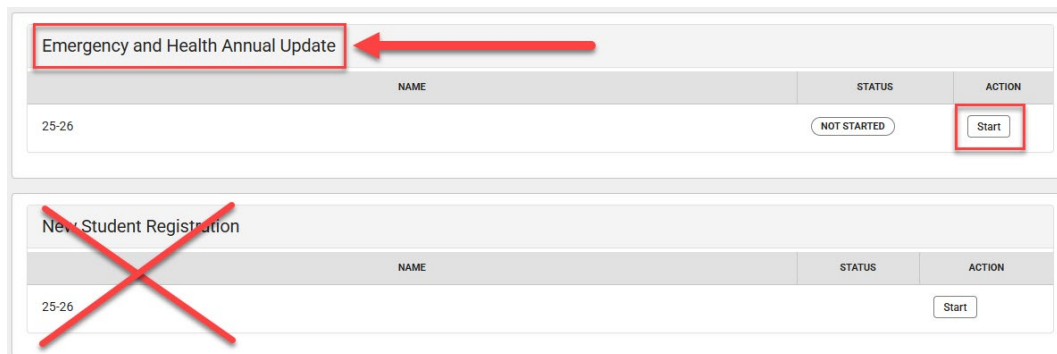 Emergency and Health Annual Update
NAME STATUS ACTION
25-26 NOT STARTED Start
New Student Registration
NAME STATUS ACTION
25-26 Start